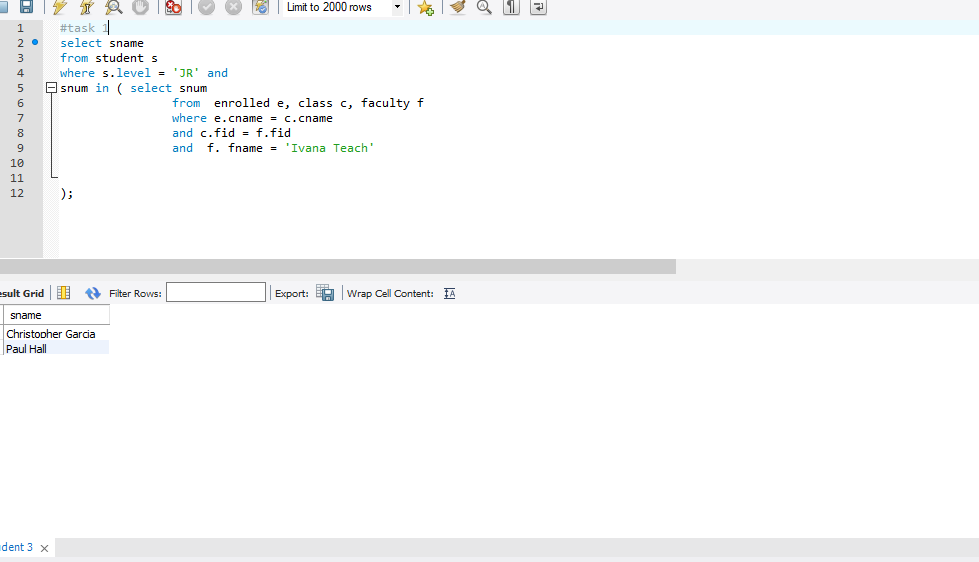 Limit to 2000 rows
1 #task 1
2 select sname
3 from student s
4 where s.level = 'JR' and
5 snum in ( select snum
6 from enrolled e, class c, faculty f
7 where e.cname = c.cname
8 and c.fid = f.fid
9 and f. fname = 'Ivana Teach'
10
11
12 );
esult Grid Filter Rows: Export: Wrap Cell Content:
sname
Christopher Garcia
Paul Hall
dent 3